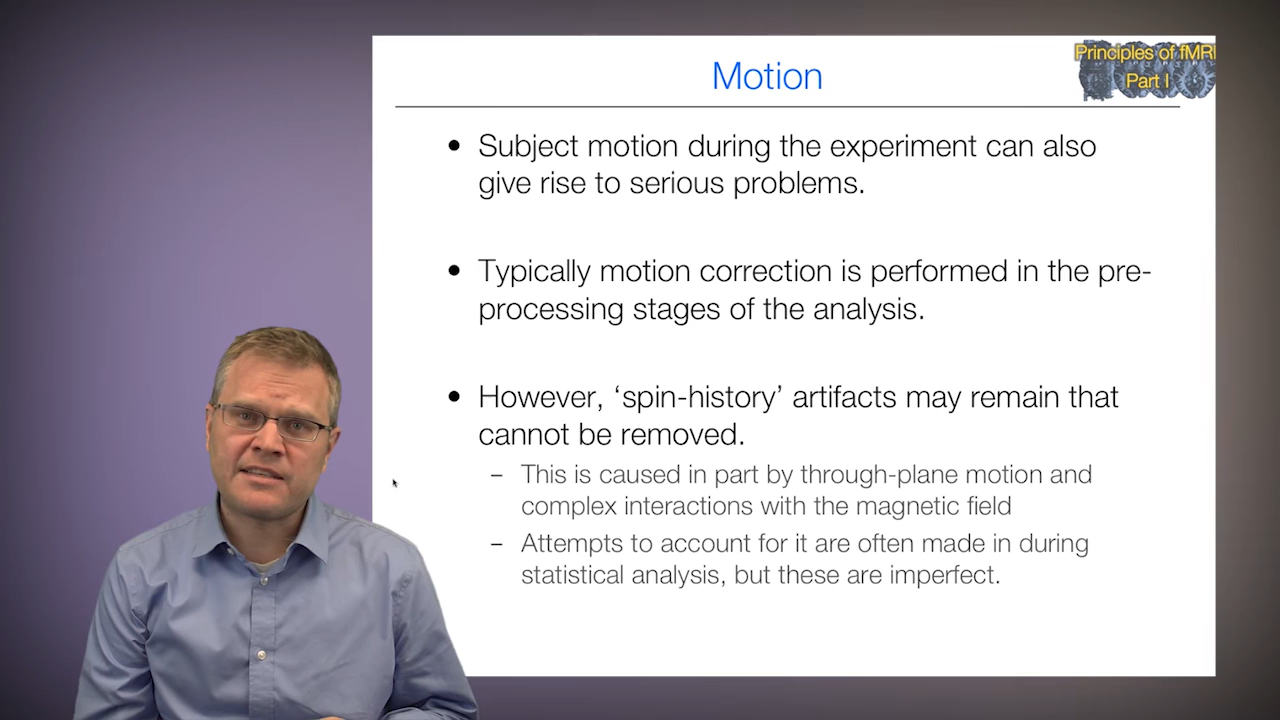 Principles of fMRI
Part I
Motion
• Subject motion during the experiment can also
give rise to serious problems.
• Typically motion correction is performed in the pre-
processing stages of the analysis.
• However, ‘spin-history’ artifacts may remain that
cannot be removed.
– This is caused in part by through-plane motion and
complex interactions with the magnetic field
– Attempts to account for it are often made in during
statistical analysis, but these are imperfect.